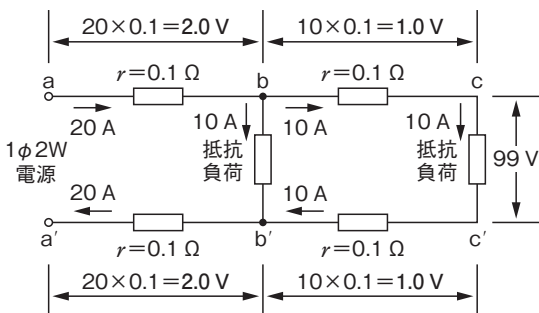 20×0.1=2.0 V 10×0.1=1.0 V
a r=0.1 Ω b r=0.1 Ω c
20 A 10 A 10 A 10 A
1φ2W 抵抗 抵抗 99 V
電源 負荷 負荷
20 A 10 A
a′ r=0.1 Ω b′ r=0.1 Ω c′
20×0.1=2.0 V 10×0.1=1.0 V